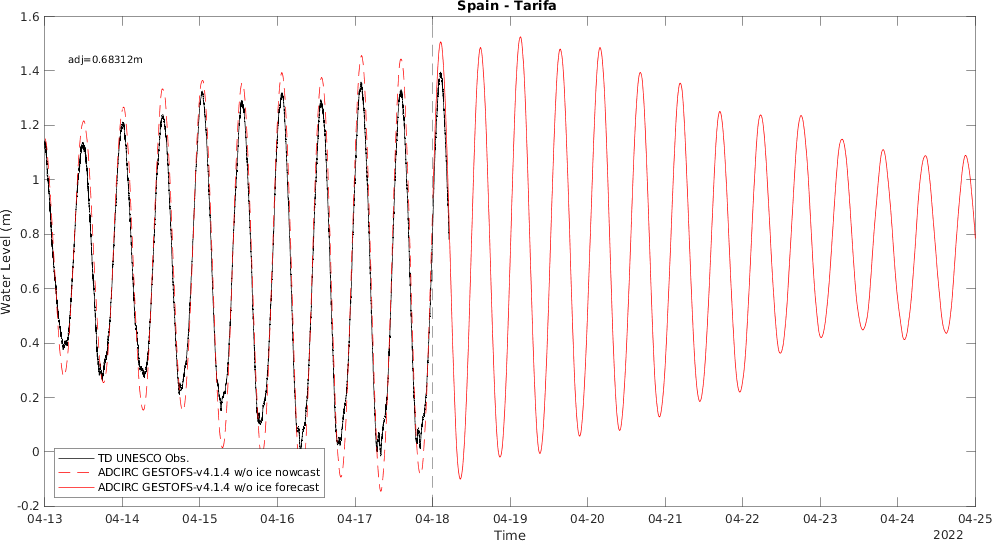 Spain - Tarifa
adj=0.68312m
Water Level (m)
1.6
1.4
1.2
1
0.8
0.6
0.4
0.2
0
-0.2
TD UNESCO Obs.
ADCIRC GESTOFS-v4.1.4 w/o ice nowcast
ADCIRC GESTOFS-v4.1.4 w/o ice forecast
04-13 04-14 04-15 04-16 04-17 04-18 04-19 04-20 04-21 04-22 04-23 04-24 04-25
Time
2022